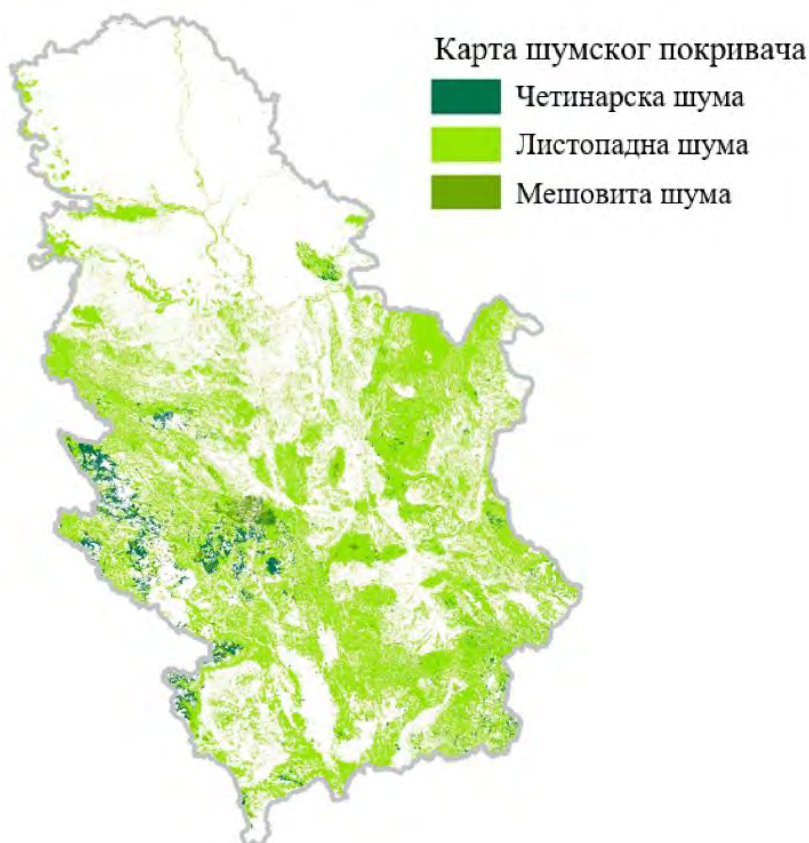 Карта шумског покривача
Четинарска шума
Листопадна шума
Мешовита шума